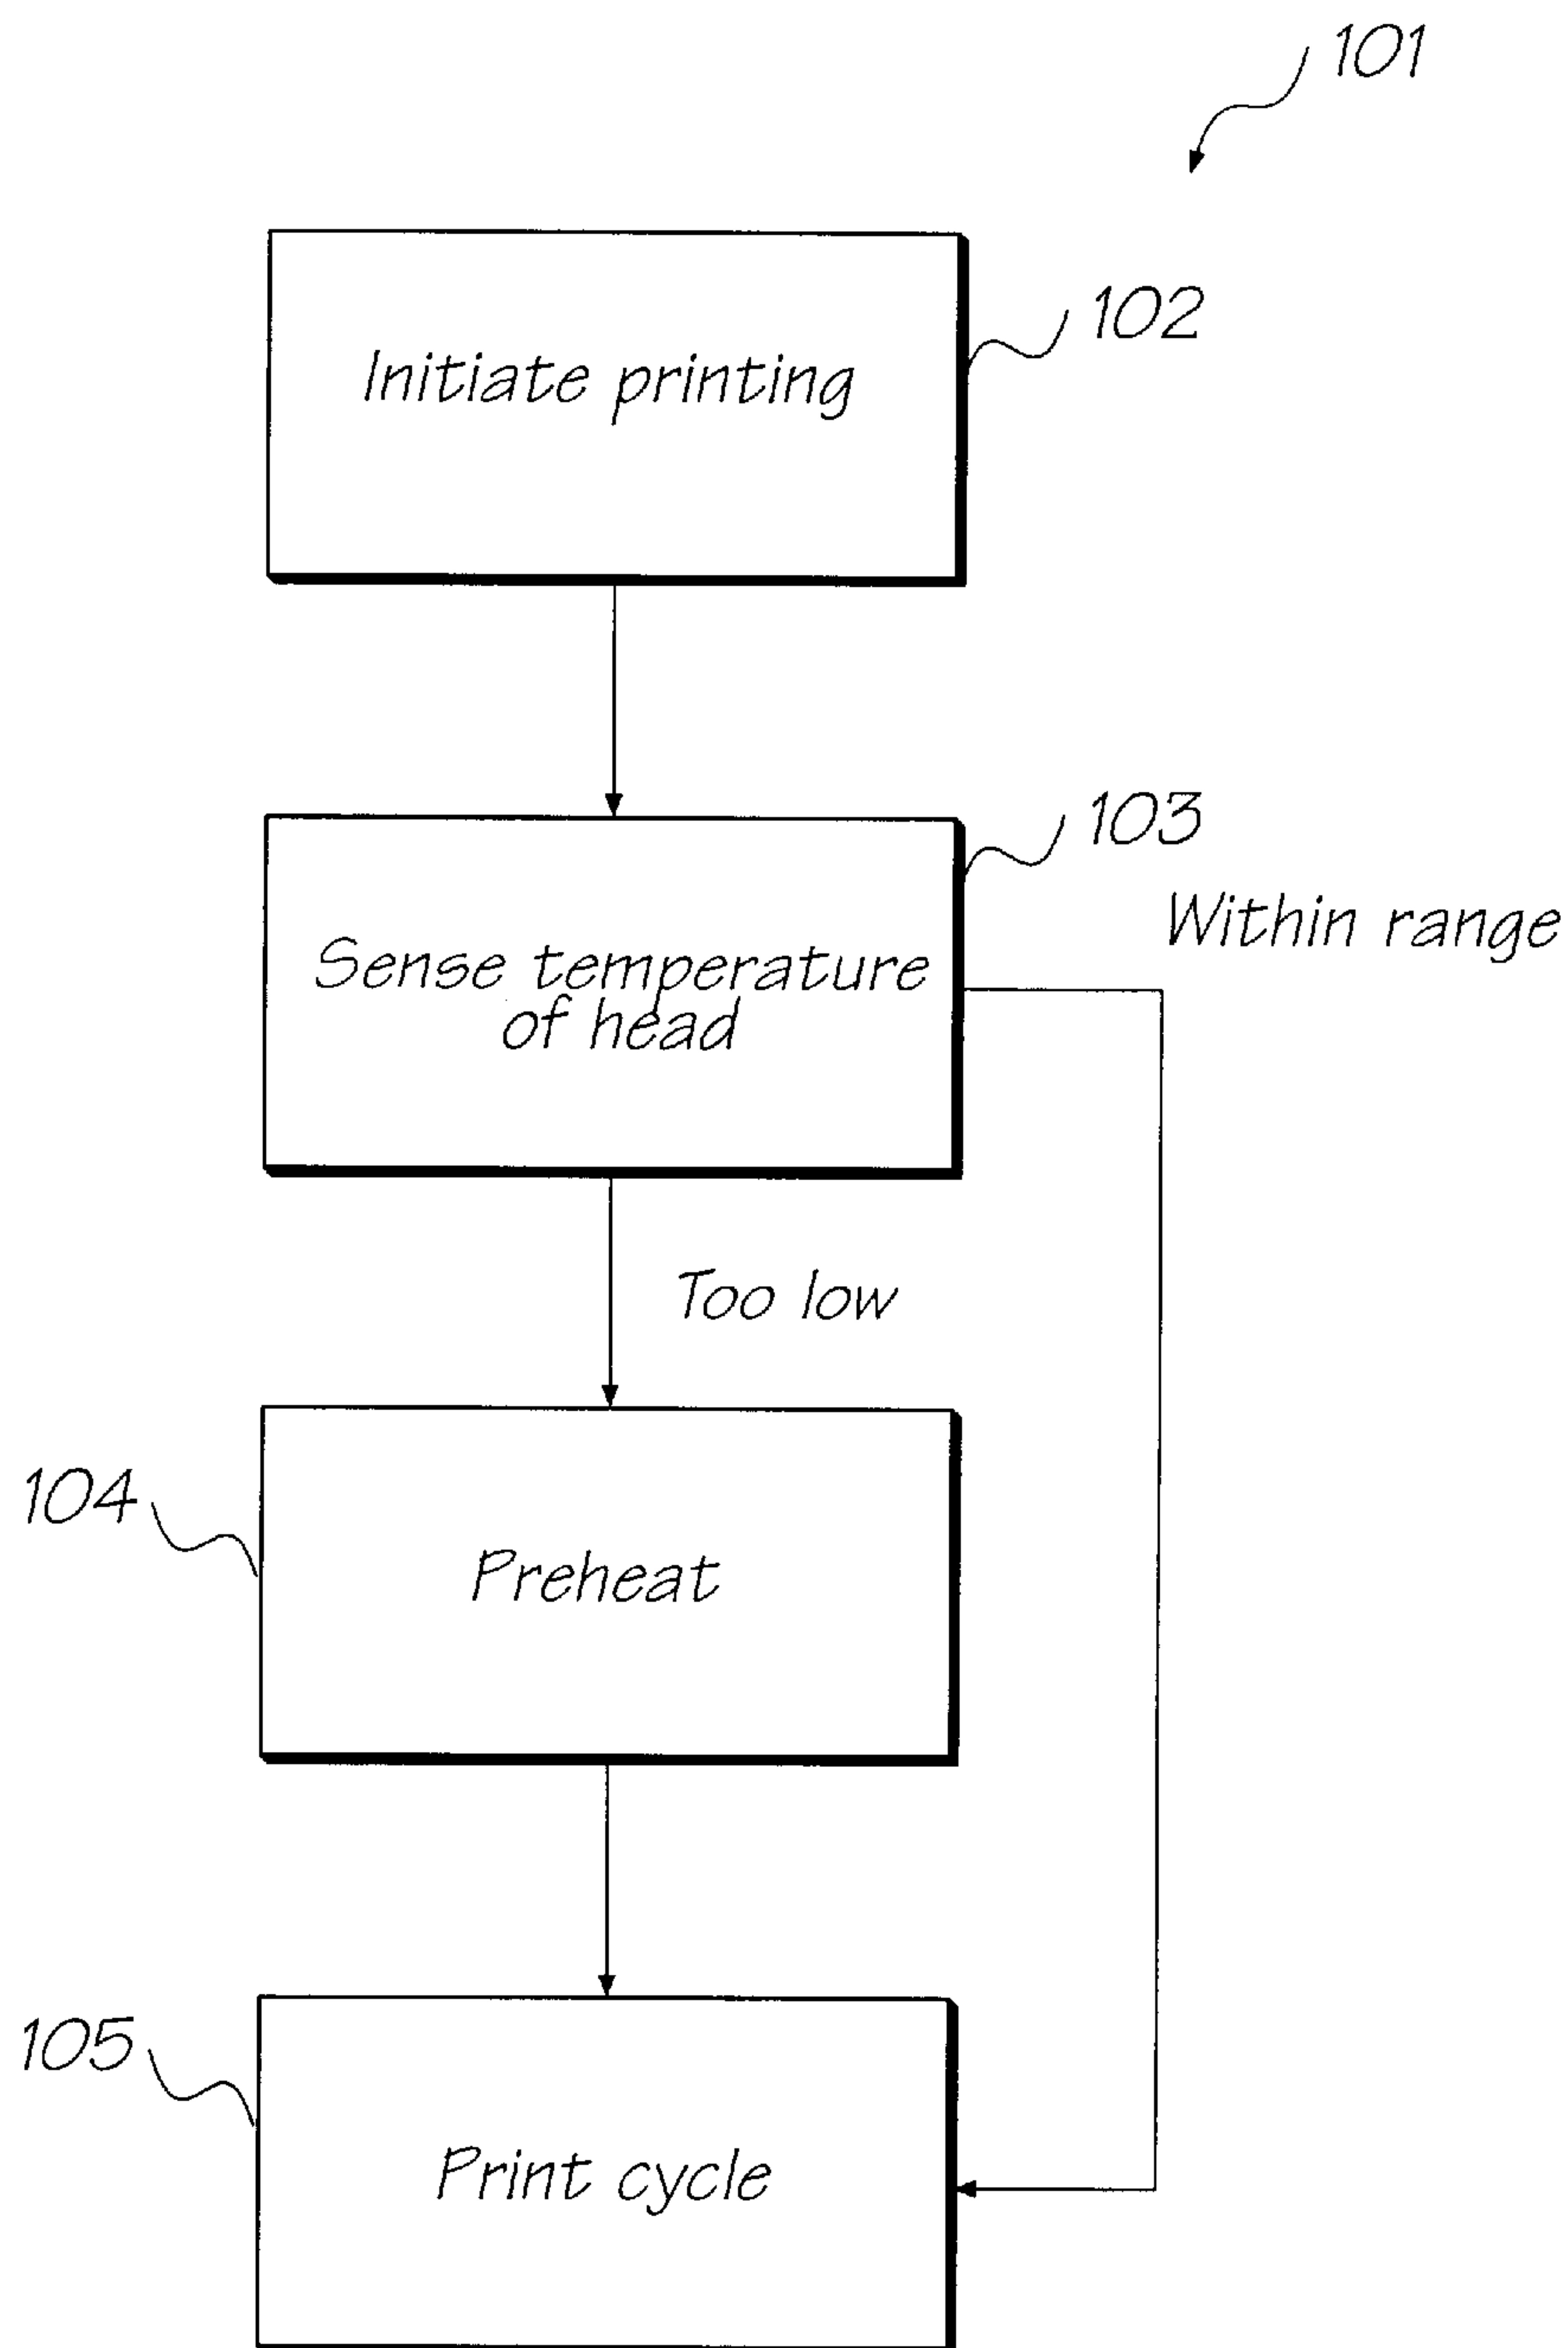 101
Initiate printing
102
103
Within range
Sense temperature
of head
Too low
104
Preheat
105
Print cycle